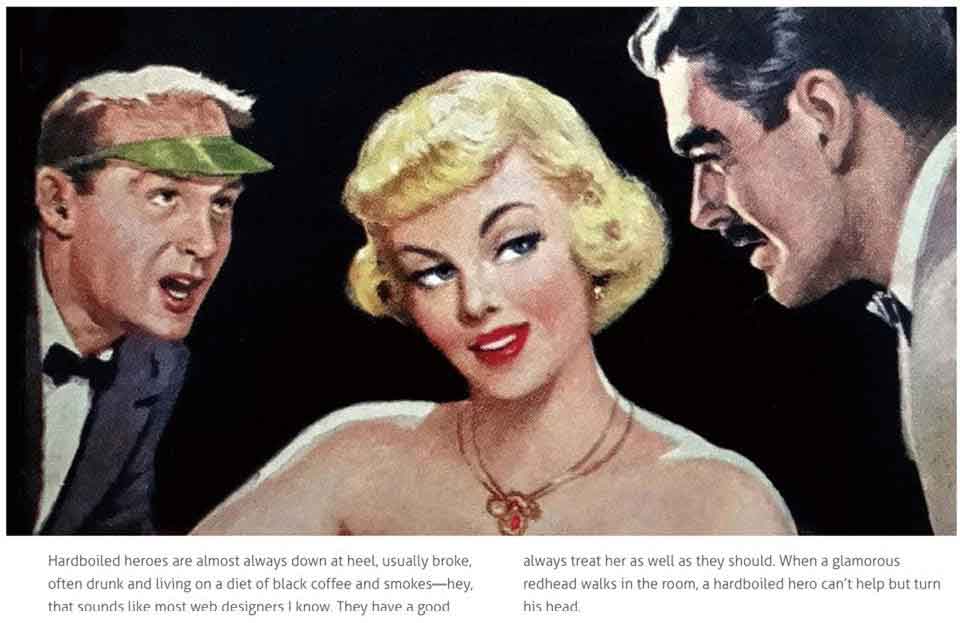 Hardboiled heroes are almost always down at heel, usually broke,
often drunk and living on a diet of black coffee and smokes—hey,
that sounds like most web designers I know. They have a good
always treat her as well as they should. When a glamorous
redhead walks in the room, a hardboiled hero can’t help but turn
his head.